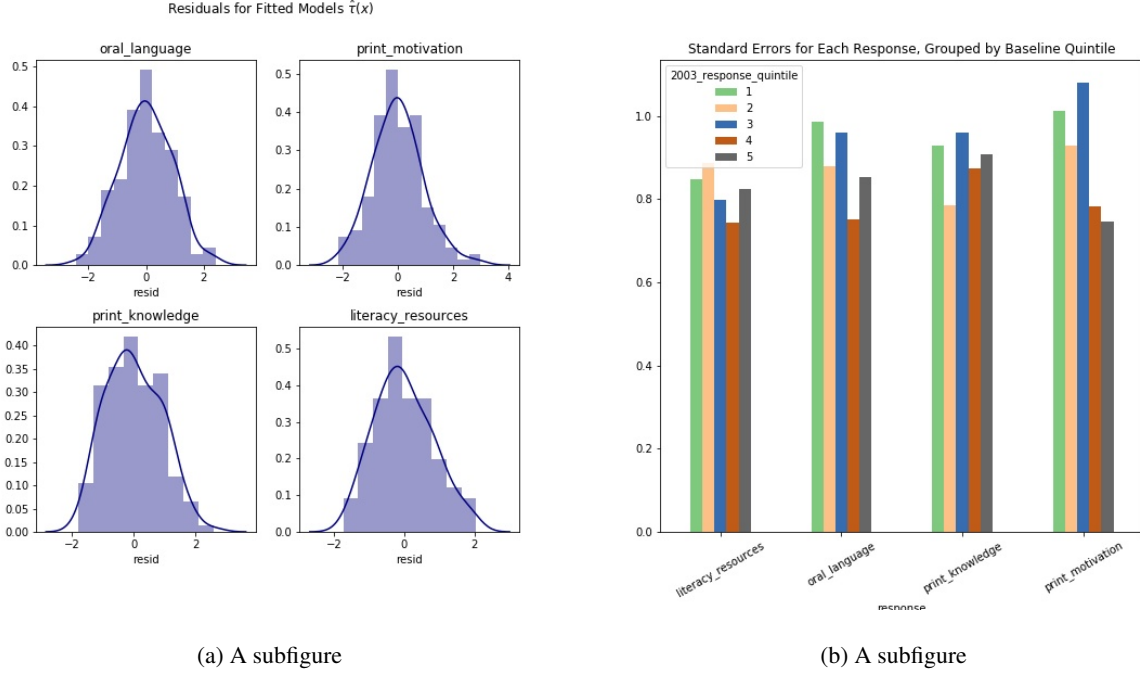 Residuals for Fitted Models τ̂(x)
oral_language
0.5
0.4
0.3
0.2
0.1
0.0
−2 0 2
resid
print_motivation
0.5
0.4
0.3
0.2
0.1
0.0
−2 0 2 4
resid
print_knowledge
0.40
0.35
0.30
0.25
0.20
0.15
0.10
0.05
0.00
−2 0 2
resid
literacy_resources
0.5
0.4
0.3
0.2
0.1
0.0
−2 0 2
resid
(a) A subfigure
Standard Errors for Each Response, Grouped by Baseline Quintile
2003_response_quintile
1
2
3
4
5
1.0
0.8
0.6
0.4
0.2
0.0
literacy_resources
oral_language
print_knowledge
print_motivation
response
(b) A subfigure